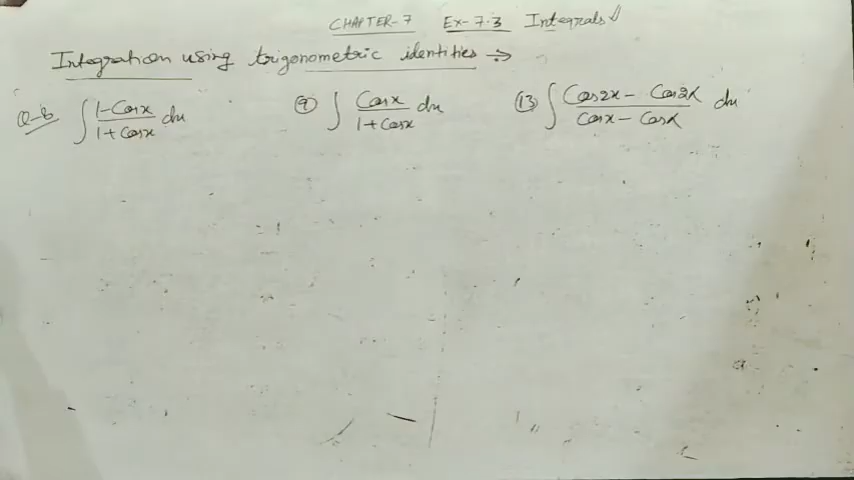 CHAPTER-7 Ex-7.3 Integrals
Integration using trigonometric identities →
Q-8 ∫ 1-Cosx / 1+Cosx dx ⑨ ∫ Cosx / 1+Cosx dx ⑬ ∫ Cos2x - Cos2α / Cosx - Cosα dx